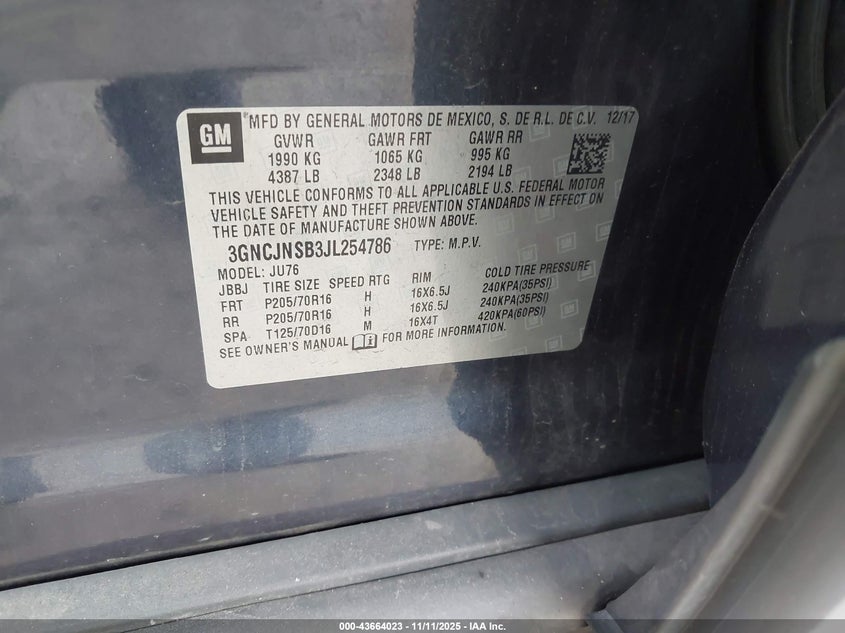 GM
MFD BY GENERAL MOTORS DE MEXICO, S. DE R.L. DE C.V. 12/17
GVWR GAWR FRT GAWR RR
1990 KG 1065 KG 995 KG
4387 LB 2348 LB 2194 LB
THIS VEHICLE CONFORMS TO ALL APPLICABLE U.S. FEDERAL MOTOR
VEHICLE SAFETY AND THEFT PREVENTION STANDARDS IN EFFECT ON
THE DATE OF MANUFACTURE SHOWN ABOVE.
3GNCJNSB3JL254786 TYPE: M.P.V.
MODEL: JU76
JBBJ TIRE SIZE SPEED RTG RIM COLD TIRE PRESSURE
FRT P205/70R16 H 16X6.5J 240KPA(35PSI)
RR P205/70R16 H 16X6.5J 240KPA(35PSI)
SPA T125/70D16 M 16X4T 420KPA(60PSI)
SEE OWNER'S MANUAL FOR MORE INFORMATION.
000-43664023 - 11/11/2025 - IAA Inc.